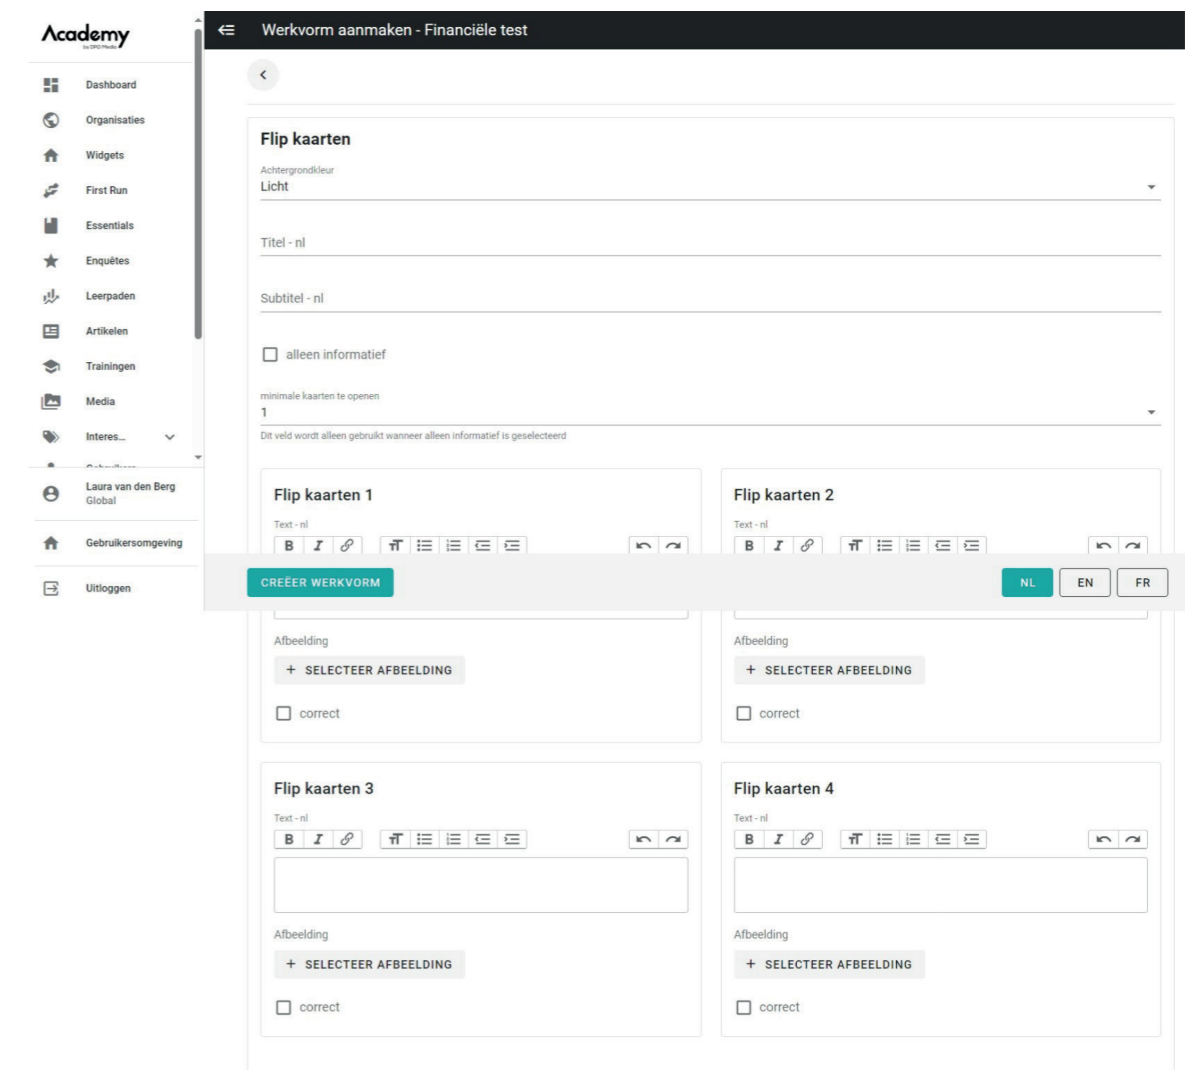 Academy
by DPG Media
Dashboard
Organisaties
Widgets
First Run
Essentials
Enquêtes
Leerpaden
Artikelen
Trainingen
Media
Interes...
Gebruikers
Laura van den Berg
Global
Gebruikersomgeving
Uitloggen
Werkvorm aanmaken - Financiële test
Flip kaarten
Achtergrondkleur
Licht
Titel - nl
Subtitel - nl
alleen informatief
minimale kaarten te openen
1
Dit veld wordt alleen gebruikt wanneer alleen informatief is geselecteerd
Flip kaarten 1
Text - nl
Flip kaarten 2
Text - nl
CREËER WERKVORM
NL EN FR
Afbeelding
+ SELECTEER AFBEELDING
correct
Afbeelding
+ SELECTEER AFBEELDING
correct
Flip kaarten 3
Text - nl
Afbeelding
+ SELECTEER AFBEELDING
correct
Flip kaarten 4
Text - nl
Afbeelding
+ SELECTEER AFBEELDING
correct